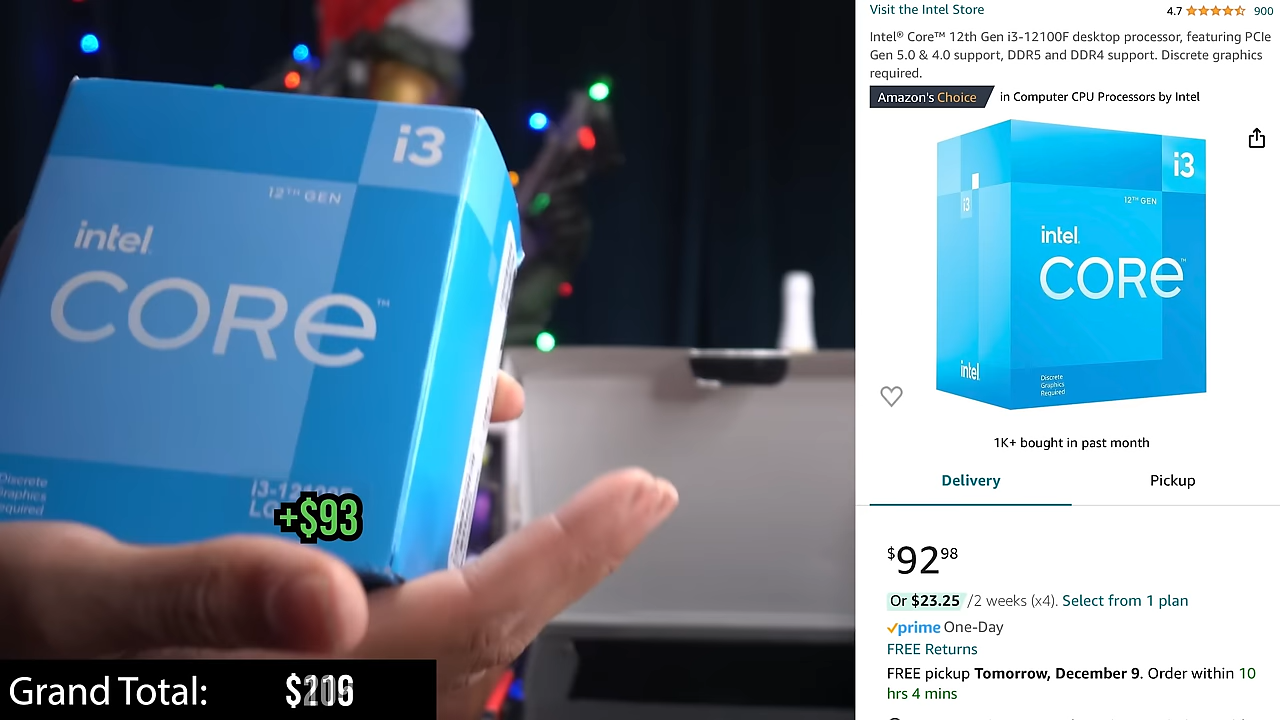 i3
12TH GEN
intel
CORE™
Discrete
Graphics
Required
+$93
Grand Total:
Visit the Intel Store
4.7
900
Intel® Core™ 12th Gen i3-12100F desktop processor, featuring PCIe
Gen 5.0 & 4.0 support, DDR5 and DDR4 support. Discrete graphics
required.
Amazon's Choice in Computer CPU Processors by Intel
i3
i3
12TH GEN
intel
CORE™
intel
Discrete
Graphics
Required
1K+ bought in past month
Delivery
Pickup
$92 98
Or $23.25 /2 weeks (x4). Select from 1 plan
prime One-Day
FREE Returns
FREE pickup Tomorrow, December 9. Order within 10
hrs 4 mins